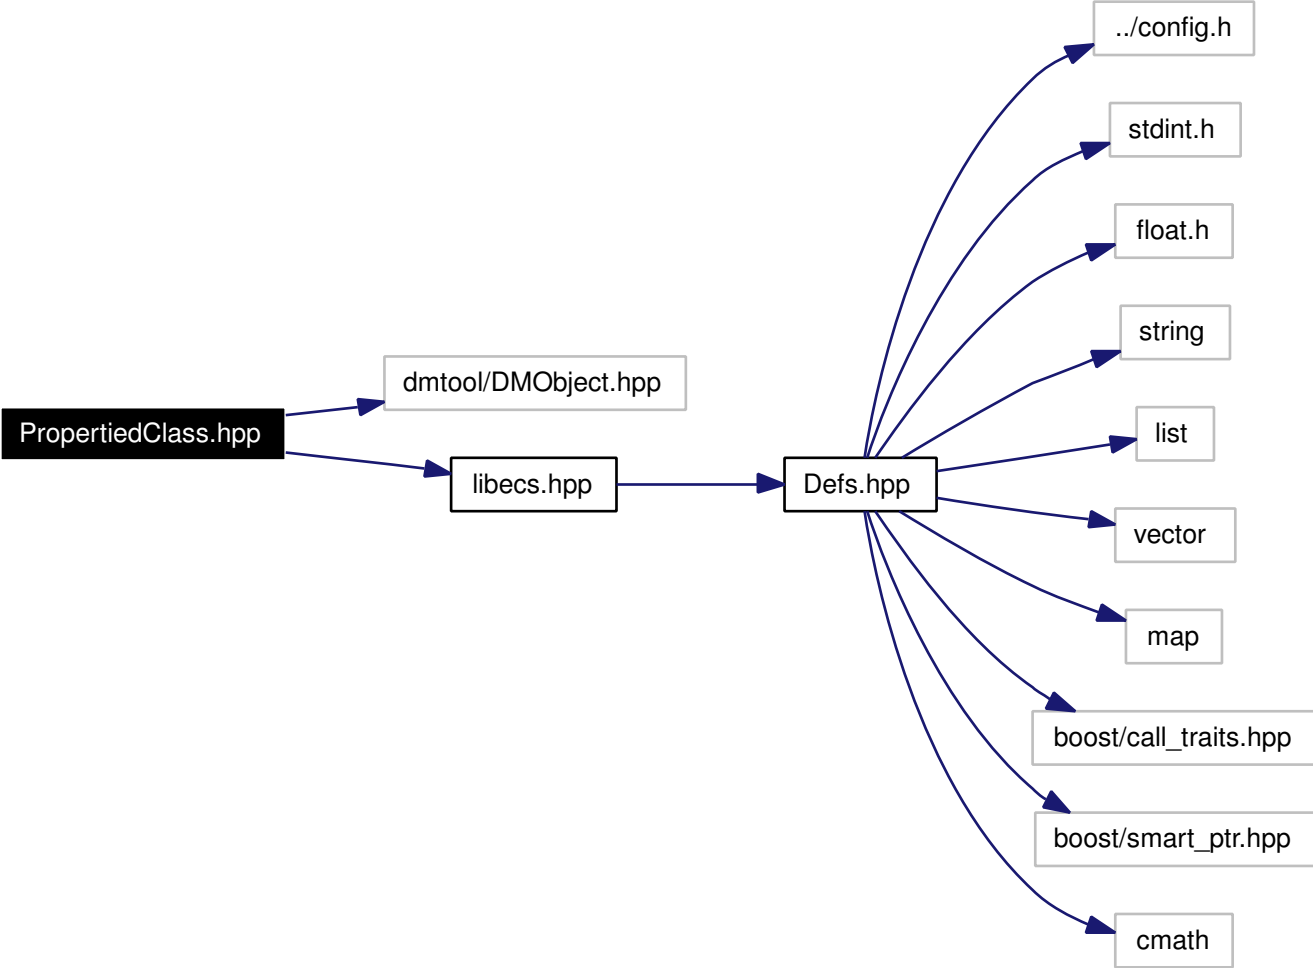 ../config.h
stdint.h
float.h
string
dmtool/DMObject.hpp
PropertiedClass.hpp
list
libecs.hpp
Defs.hpp
vector
map
boost/call_traits.hpp
boost/smart_ptr.hpp
cmath